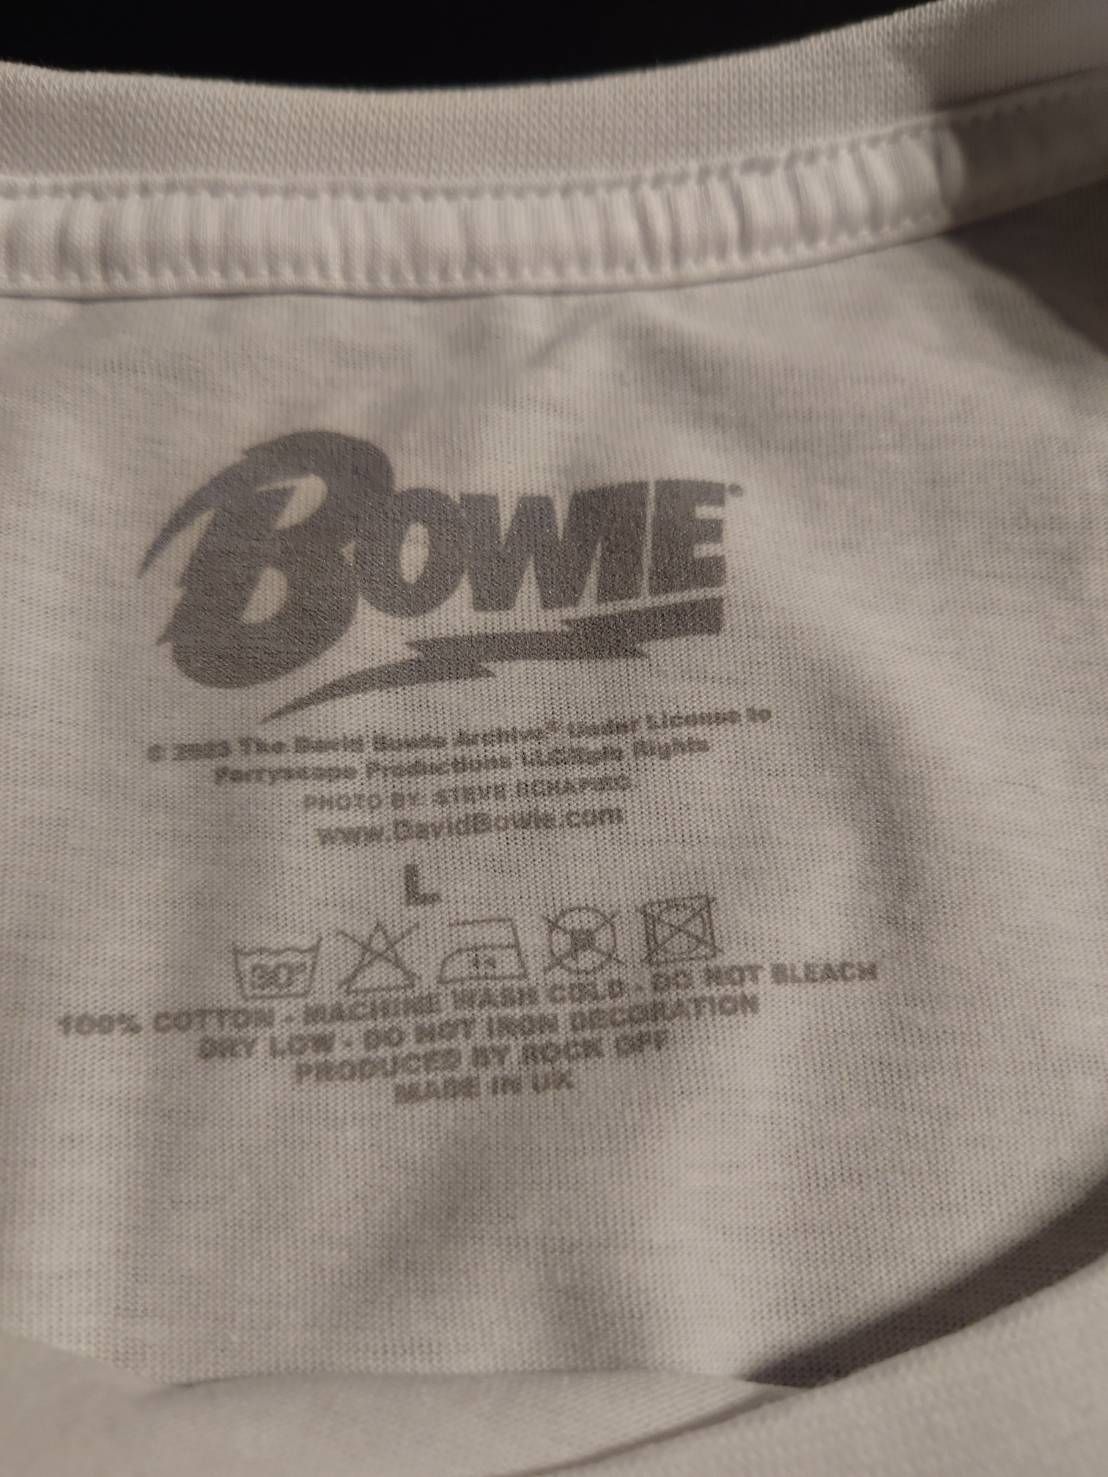 BOWIE
The David Bowie Archive® Under License to
Perryscope Productions LLC/Epic Rights
PHOTO BY: STEVE SCHAPIRO
www.DavidBowie.com
L
30°
100% COTTON - MACHINE WASH COLD - DO NOT BLEACH
DRY LOW - DO NOT IRON DECORATION
PRODUCED BY ROCK OFF
MADE IN UK